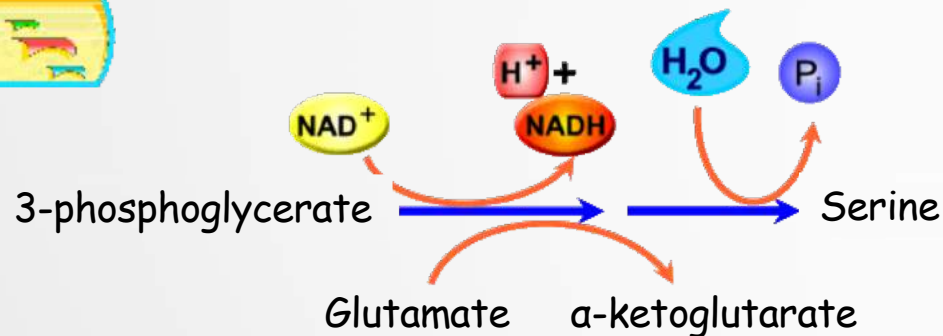 H⁺ +
H₂O
Pᵢ
NAD⁺
NADH
3-phosphoglycerate
Serine
Glutamate
α-ketoglutarate